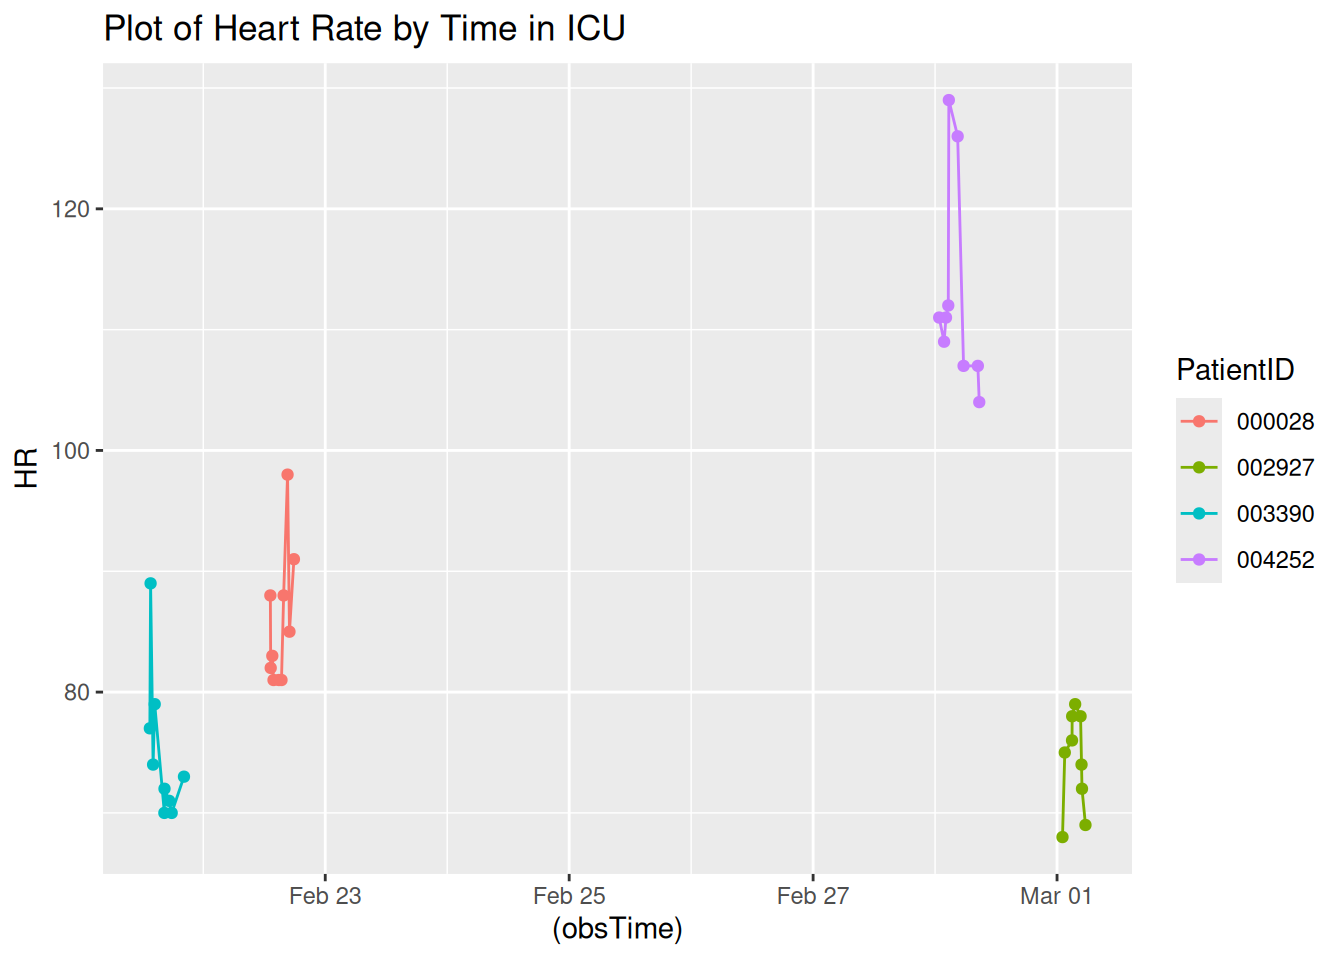 Plot of Heart Rate by Time in ICU
120
100
80
HR
Feb 23
Feb 25
Feb 27
Mar 01
(obsTime)
PatientID
000028
002927
003390
004252